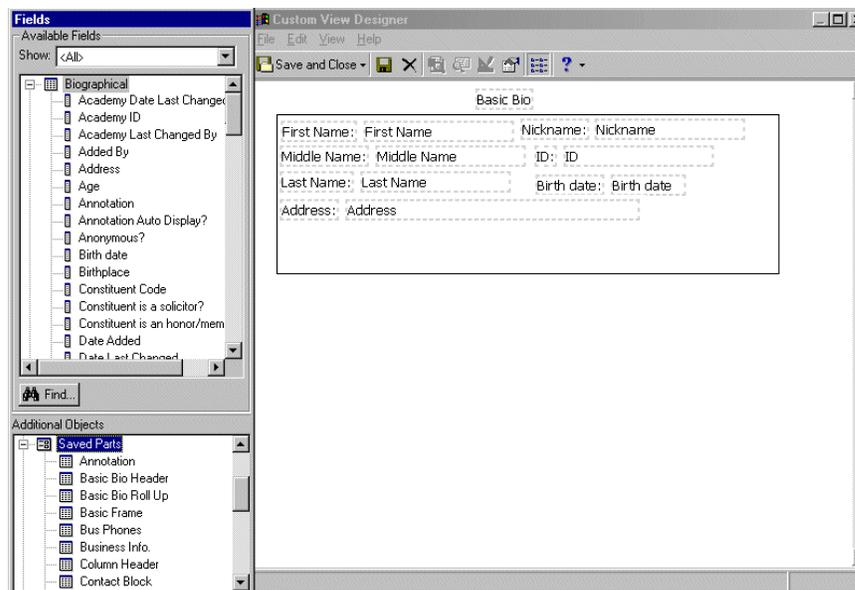 Fields
Available Fields
Show: <All>
Biographical
Academy Date Last Changed
Academy ID
Academy Last Changed By
Added By
Address
Age
Annotation
Annotation Auto Display?
Anonymous?
Birth date
Birthplace
Constituent Code
Constituent is a solicitor?
Constituent is an honor/mem
Date Added
Date Last Changed
Find...
Additional Objects
Saved Parts
Annotation
Basic Bio Header
Basic Bio Roll Up
Basic Frame
Bus Phones
Business Info.
Column Header
Contact Block
Custom View Designer
File Edit View Help
Save and Close ?
Basic Bio
First Name: First Name Nickname: Nickname
Middle Name: Middle Name ID: ID
Last Name: Last Name Birth date: Birth date
Address: Address